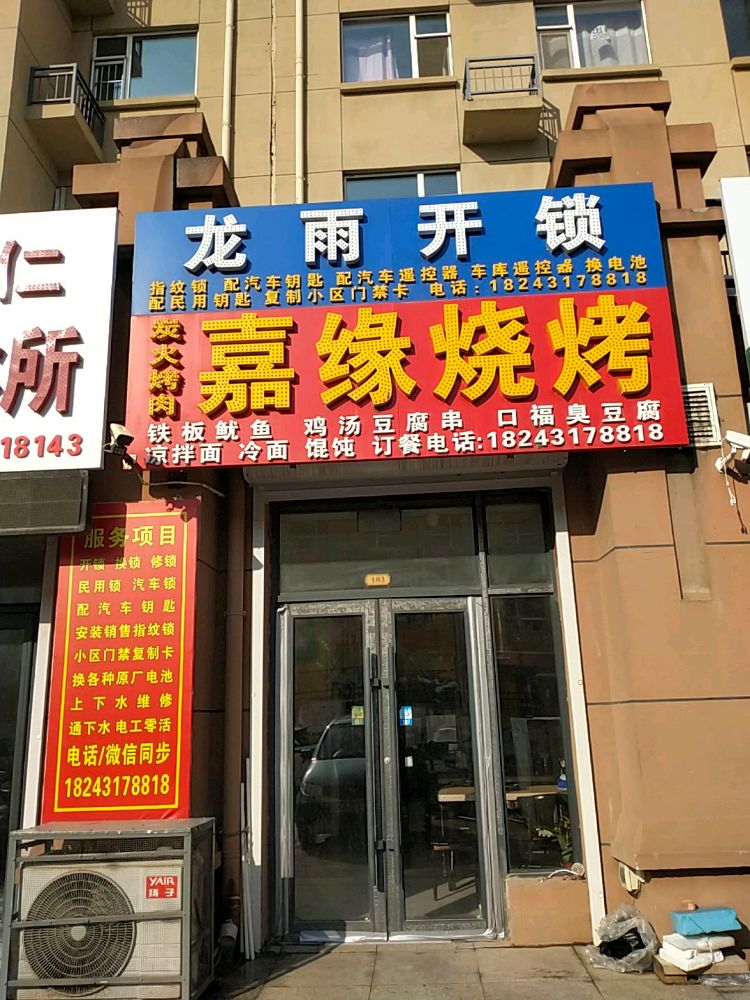 龙雨开锁
指纹锁 配汽车钥匙 配汽车遥控器 车库遥控器 换电池
配民用钥匙 复制小区门禁卡 电话：18243178818
炭火烤肉
嘉缘烧烤
铁板鱿鱼 鸡汤豆腐串 口福臭豆腐
凉拌面 冷面 馄饨 订餐电话:18243178818
仁
所
18143
服务项目
开锁 换锁 修锁
民用锁 汽车锁
配汽车钥匙
安装销售指纹锁
小区门禁复制卡
换各种原厂电池
上下水维修
通下水 电工零活
电话/微信同步
18243178818
103
YAIR
扬子